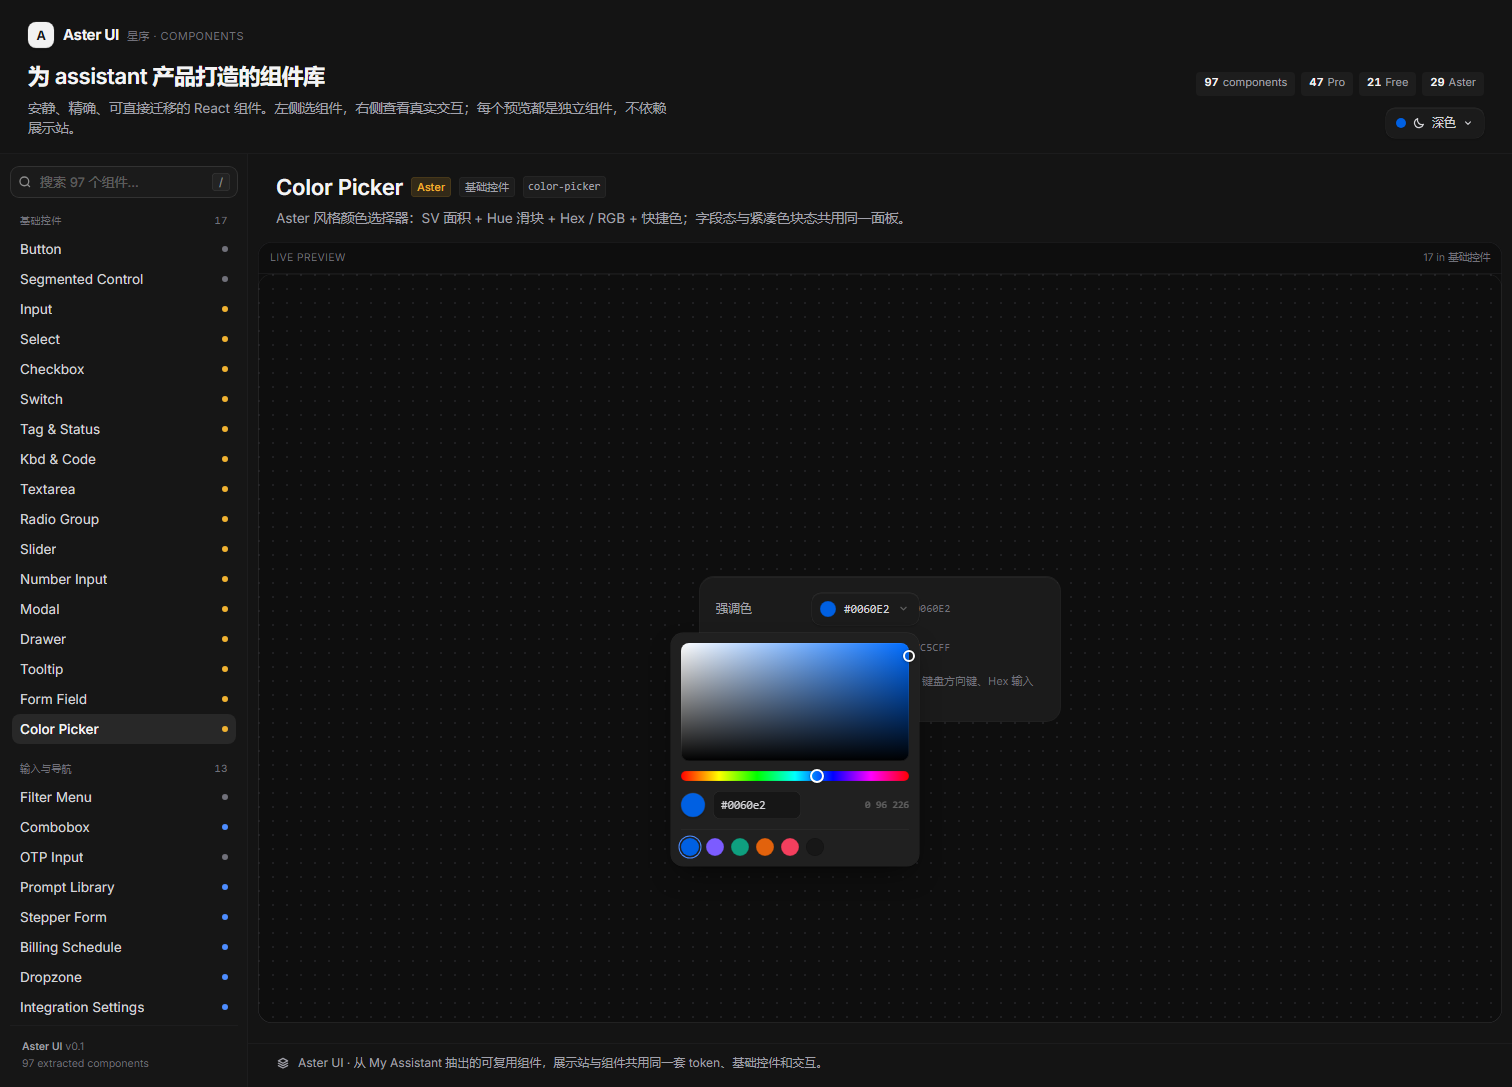 A Aster UI 星序 · COMPONENTS
为 assistant 产品打造的组件库
安静、精确、可直接迁移的 React 组件。左侧选组件，右侧查看真实交互；每个预览都是独立组件，不依赖
展示站。
97 components 47 Pro 21 Free 29 Aster
深色
搜索 97 个组件... /
基础控件 17
Button
Segmented Control
Input
Select
Checkbox
Switch
Tag & Status
Kbd & Code
Textarea
Radio Group
Slider
Number Input
Modal
Drawer
Tooltip
Form Field
Color Picker
输入与导航 13
Filter Menu
Combobox
OTP Input
Prompt Library
Stepper Form
Billing Schedule
Dropzone
Integration Settings
Aster UI v0.1
97 extracted components
Color Picker Aster 基础控件 color-picker
Aster 风格颜色选择器：SV 面积 + Hue 滑块 + Hex / RGB + 快捷色；字段态与紧凑色块态共用同一面板。
LIVE PREVIEW 17 in 基础控件
强调色 #0060E2 060E2
C5CFF
键盘方向键、Hex 输入
#0060e2 0 96 226
Aster UI · 从 My Assistant 抽出的可复用组件，展示站与组件共用同一套 token、基础控件和交互。